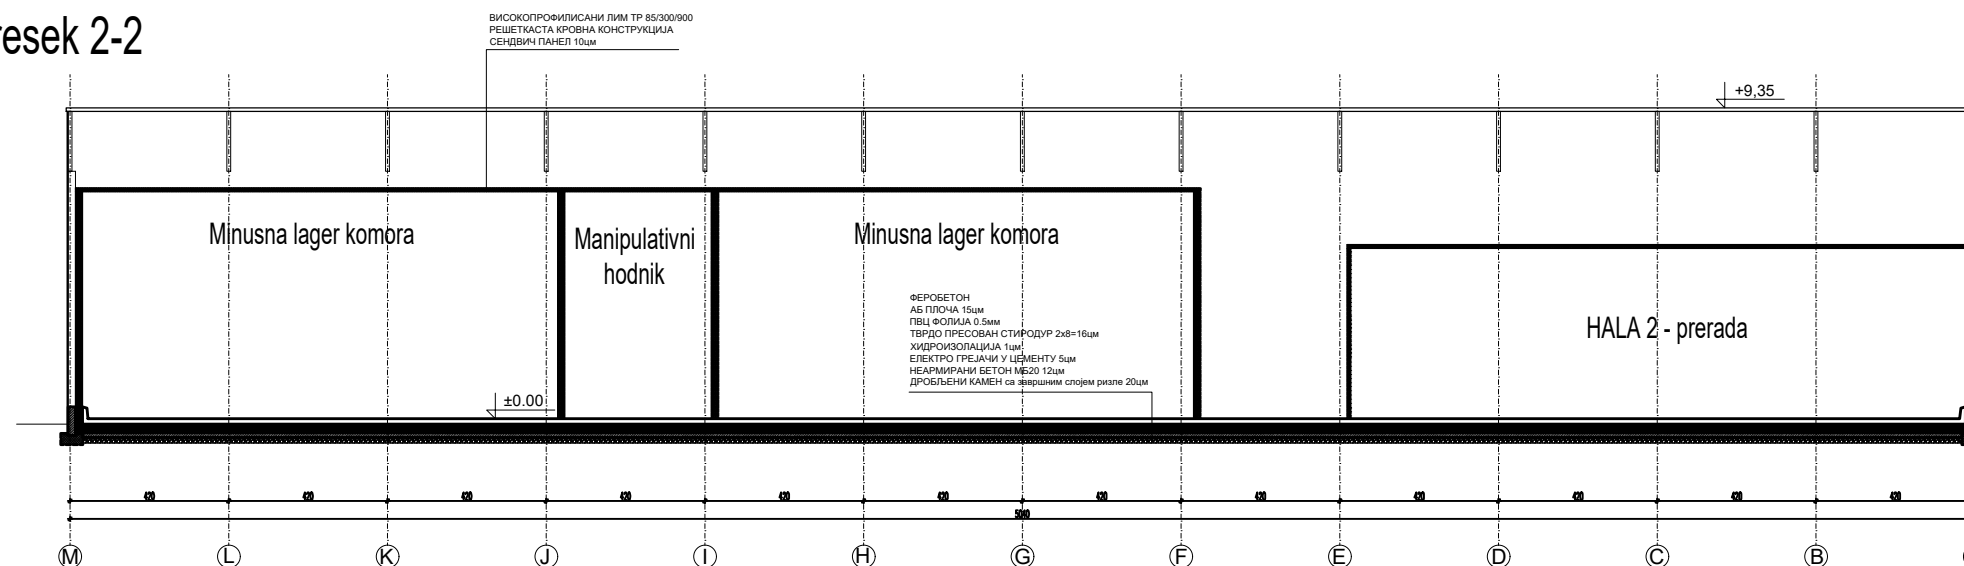 resek 2-2
ВИСОКОПРОФИЛИСАНИ ЛИМ ТР 85/300/900
РЕШЕТКАСТА КРОВНА КОНСТРУКЦИЈА
СЕНДВИЧ ПАНЕЛ 10цм
+9,35
Minusna lager komora
Manipulativni
hodnik
Minusna lager komora
HALA 2 - prerada
ФЕРОБЕТОН
АБ ПЛОЧА 15цм
ПВЦ ФОЛИЈА 0.5мм
ТВРДО ПРЕСОВАН СТИРОДУР 2x8=16цм
ХИДРОИЗОЛАЦИЈА 1цм
ЕЛЕКТРО ГРЕЈАЧИ У ЦЕМЕНТУ 5цм
НЕАРМИРАНИ БЕТОН МБ20 12цм
ДРОБЉЕНИ КАМЕН са завршним слојем ризле 20цм
±0.00
420 420 420 420 420 420 420 420 420 420 420 420
5040
M L K J I H G F E D C B